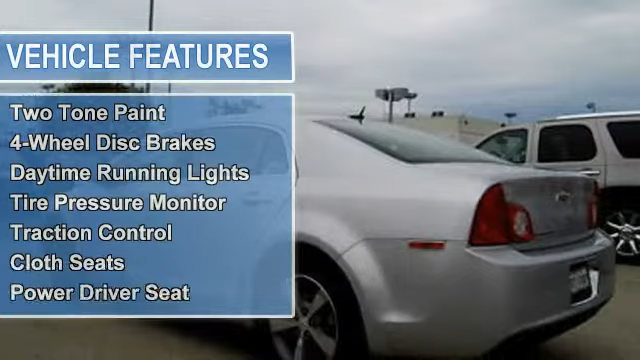 VEHICLE FEATURES
Two Tone Paint
4-Wheel Disc Brakes
Daytime Running Lights
Tire Pressure Monitor
Traction Control
Cloth Seats
Power Driver Seat